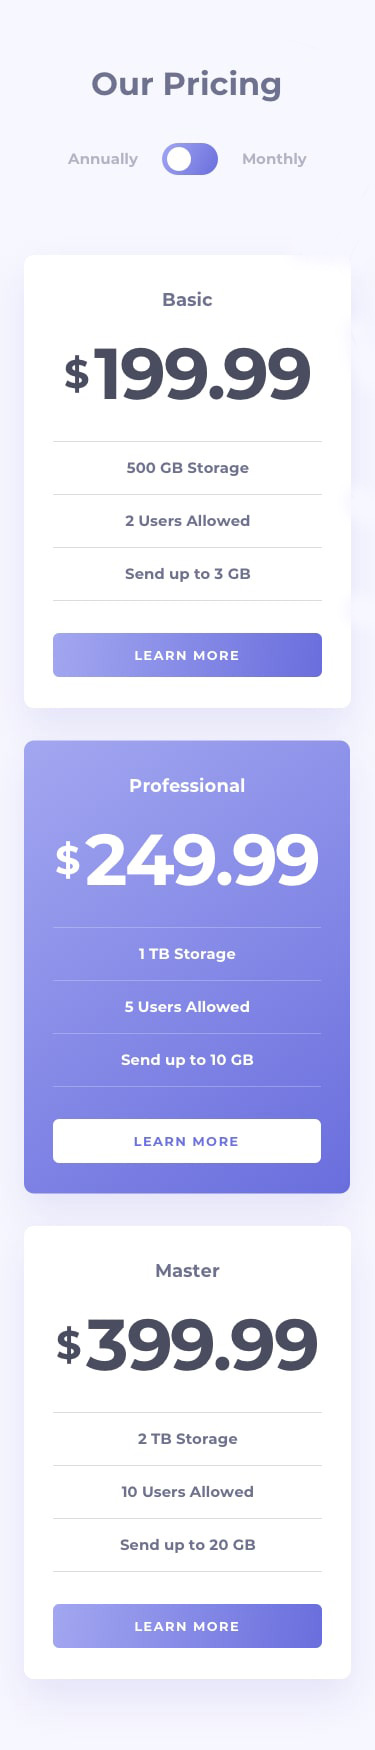 Our Pricing
Annually Monthly
Basic
$199.99
500 GB Storage
2 Users Allowed
Send up to 3 GB
LEARN MORE
Professional
$249.99
1 TB Storage
5 Users Allowed
Send up to 10 GB
LEARN MORE
Master
$399.99
2 TB Storage
10 Users Allowed
Send up to 20 GB
LEARN MORE